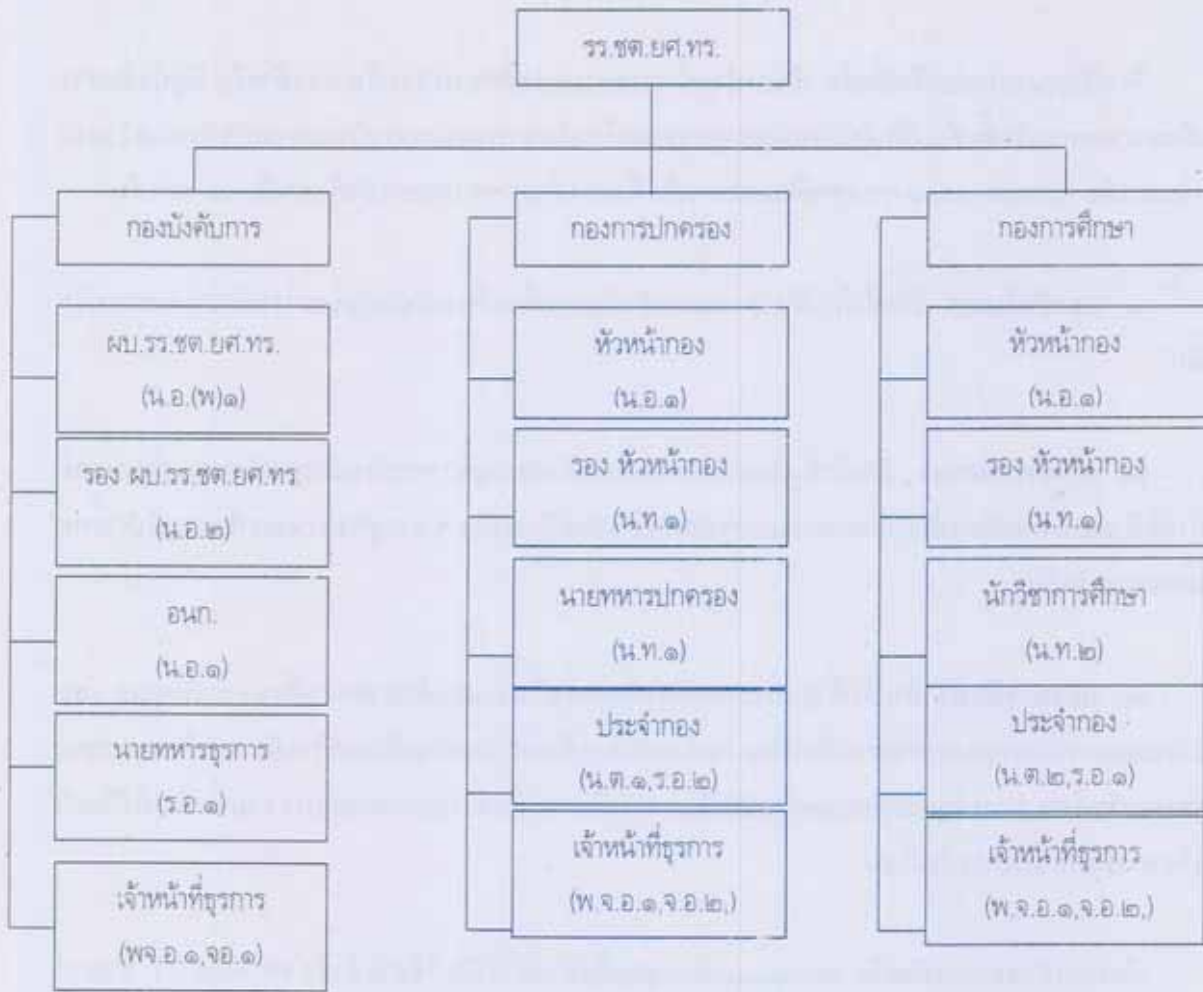 รร.ชต.ยศ.ทร.
กองบังคับการ
ผบ.รร.ชต.ยศ.ทร.
(น.อ.(พ)๑)
รอง ผบ.รร.ชต.ยศ.ทร.
(น.อ.๒)
อนก.
(น.อ.๑)
นายทหารธุรการ
(ร.อ.๑)
เจ้าหน้าที่ธุรการ
(พจ.อ.๑,จอ.๑)
กองการปกครอง
หัวหน้ากอง
(น.อ.๑)
รอง หัวหน้ากอง
(น.ท.๑)
นายทหารปกครอง
(น.ท.๑)
ประจำกอง
(น.ต.๑,ร.อ.๒)
เจ้าหน้าที่ธุรการ
(พ.จ.อ.๑,จ.อ.๒,)
กองการศึกษา
หัวหน้ากอง
(น.อ.๑)
รอง หัวหน้ากอง
(น.ท.๑)
นักวิชาการศึกษา
(น.ท.๒)
ประจำกอง
(น.ต.๒,ร.อ.๑)
เจ้าหน้าที่ธุรการ
(พ.จ.อ.๑,จ.อ.๒,)